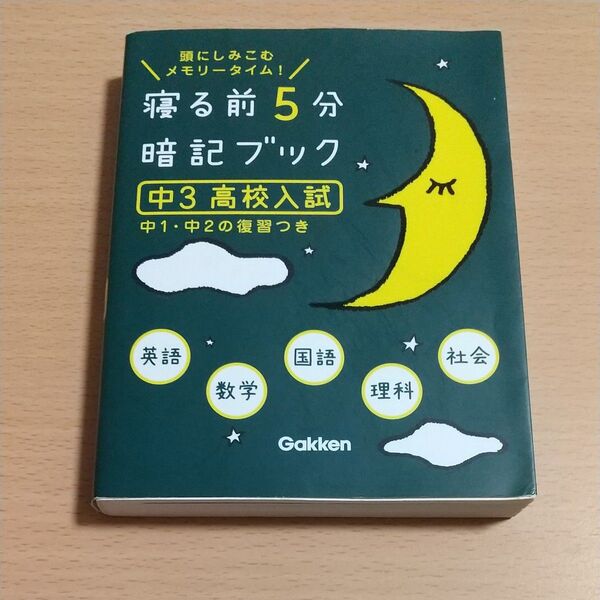 頭にしみこむ
メモリータイム！
寝る前5分
暗記ブック
中3 高校入試
中1・中2の復習つき
英語
数学
国語
理科
社会
Gakken